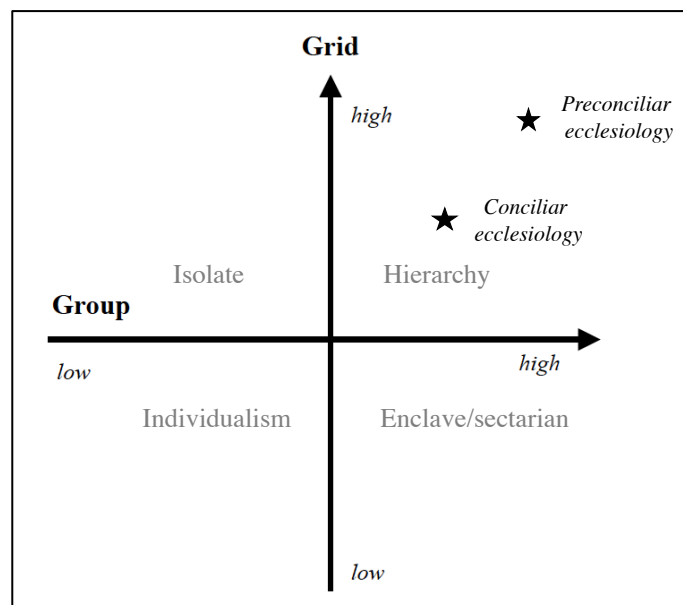 Grid
high
Preconciliar
ecclesiology
Conciliar
ecclesiology
Isolate
Hierarchy
Group
low
high
Individualism
Enclave/sectarian
low